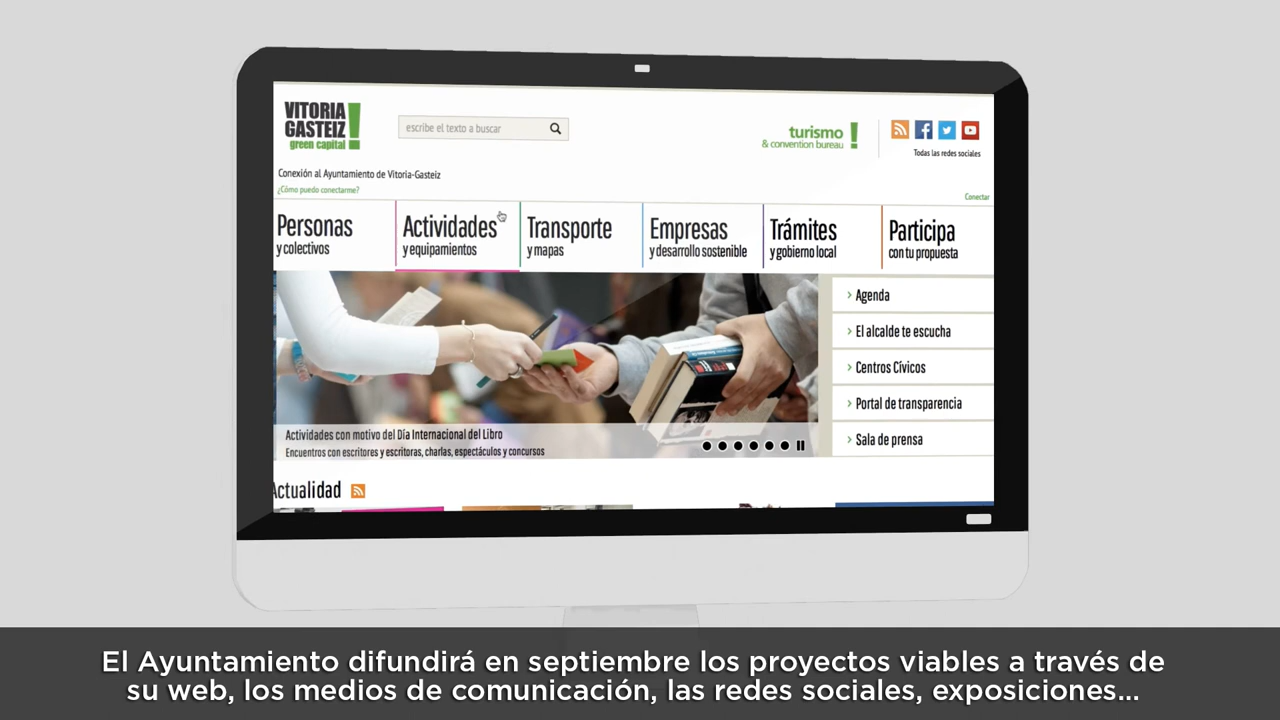 VITORIA
GASTEIZ
green capital
escribe el texto a buscar
turismo
& convention bureau
Todas las redes sociales
Conexión al Ayuntamiento de Vitoria-Gasteiz
¿Cómo puedo conectarme?
Conectar
Personas
y colectivos
Actividades
y equipamientos
Transporte
y mapas
Empresas
y desarrollo sostenible
Trámites
y gobierno local
Participa
con tu propuesta
Agenda
El alcalde te escucha
Centros Cívicos
Portal de transparencia
Sala de prensa
Actividades con motivo del Día Internacional del Libro
Encuentros con escritores y escritoras, charlas, espectáculos y concursos
Actualidad
El Ayuntamiento difundirá en septiembre los proyectos viables a través de
su web, los medios de comunicación, las redes sociales, exposiciones...